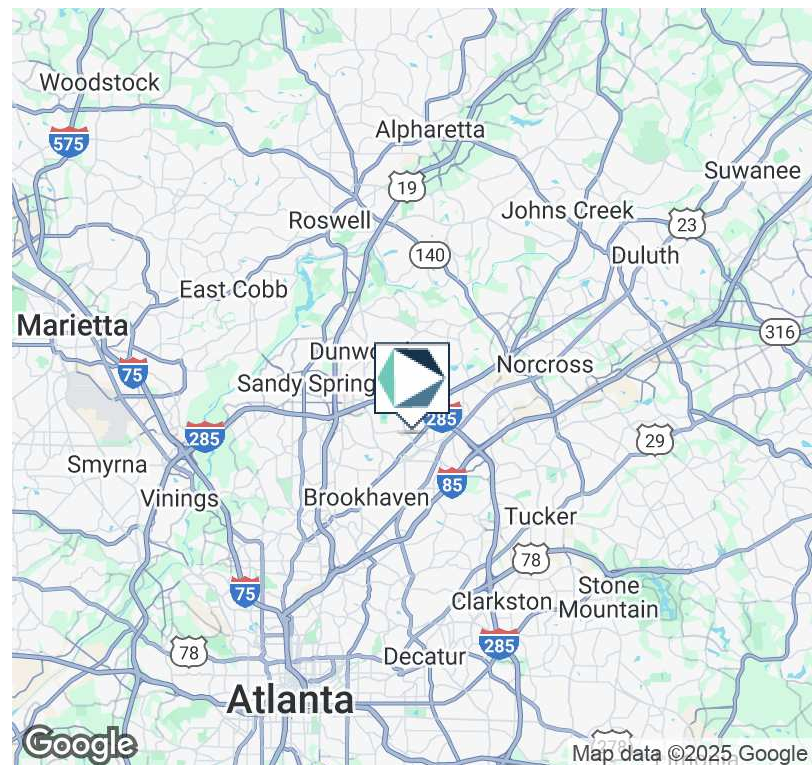 Woodstock
575
Alpharetta
19
Suwanee
Roswell
Johns Creek
23
140
Duluth
East Cobb
Marietta
316
Norcross
75
Sandy Spring
285
285
29
Smyrna
85
Vinings
Brookhaven
Tucker
78
75
Stone
Mountain
Clarkston
285
78
Decatur
Atlanta
278
Google
Map data ©2025 Google